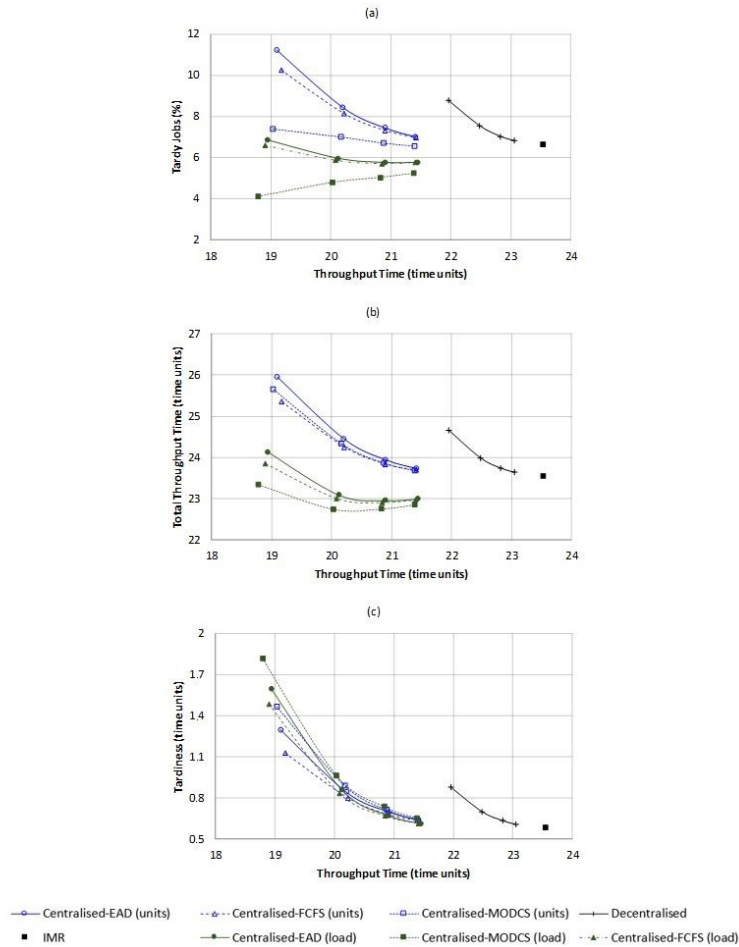 (a)
12
10
8
6
4
2
Tardy Jobs (%)
18 19 20 21 22 23 24
Throughput Time (time units)
(b)
27
26
25
24
23
22
Total Throughput Time (time units)
18 19 20 21 22 23 24
Throughput Time (time units)
(c)
2
1.7
1.4
1.1
0.8
0.5
Tardiness (time units)
18 19 20 21 22 23 24
Throughput Time (time units)
Centralised-EAD (units) Centralised-FCFS (units) Centralised-MODCS (units) Decentralised
IMR Centralised-EAD (load) Centralised-MODCS (load) Centralised-FCFS (load)